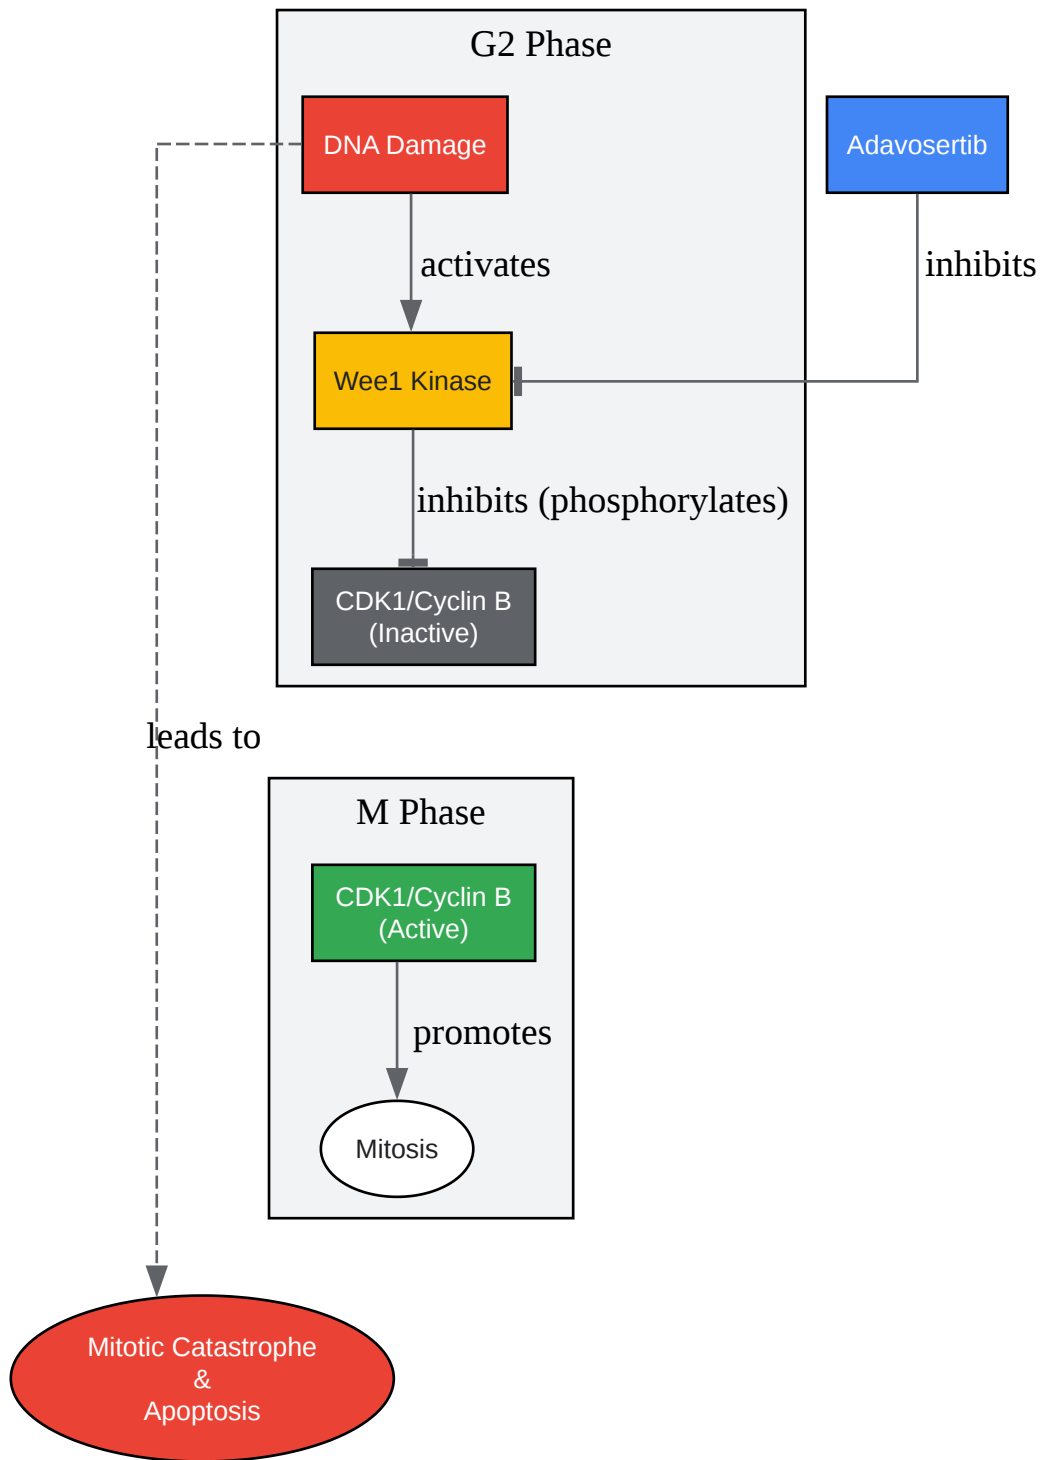 G2 Phase
DNA Damage
Adavosertib
activates
inhibits
Wee1 Kinase
inhibits (phosphorylates)
CDK1/Cyclin B
(Inactive)
leads to
M Phase
CDK1/Cyclin B
(Active)
promotes
Mitosis
Mitotic Catastrophe
&
Apoptosis